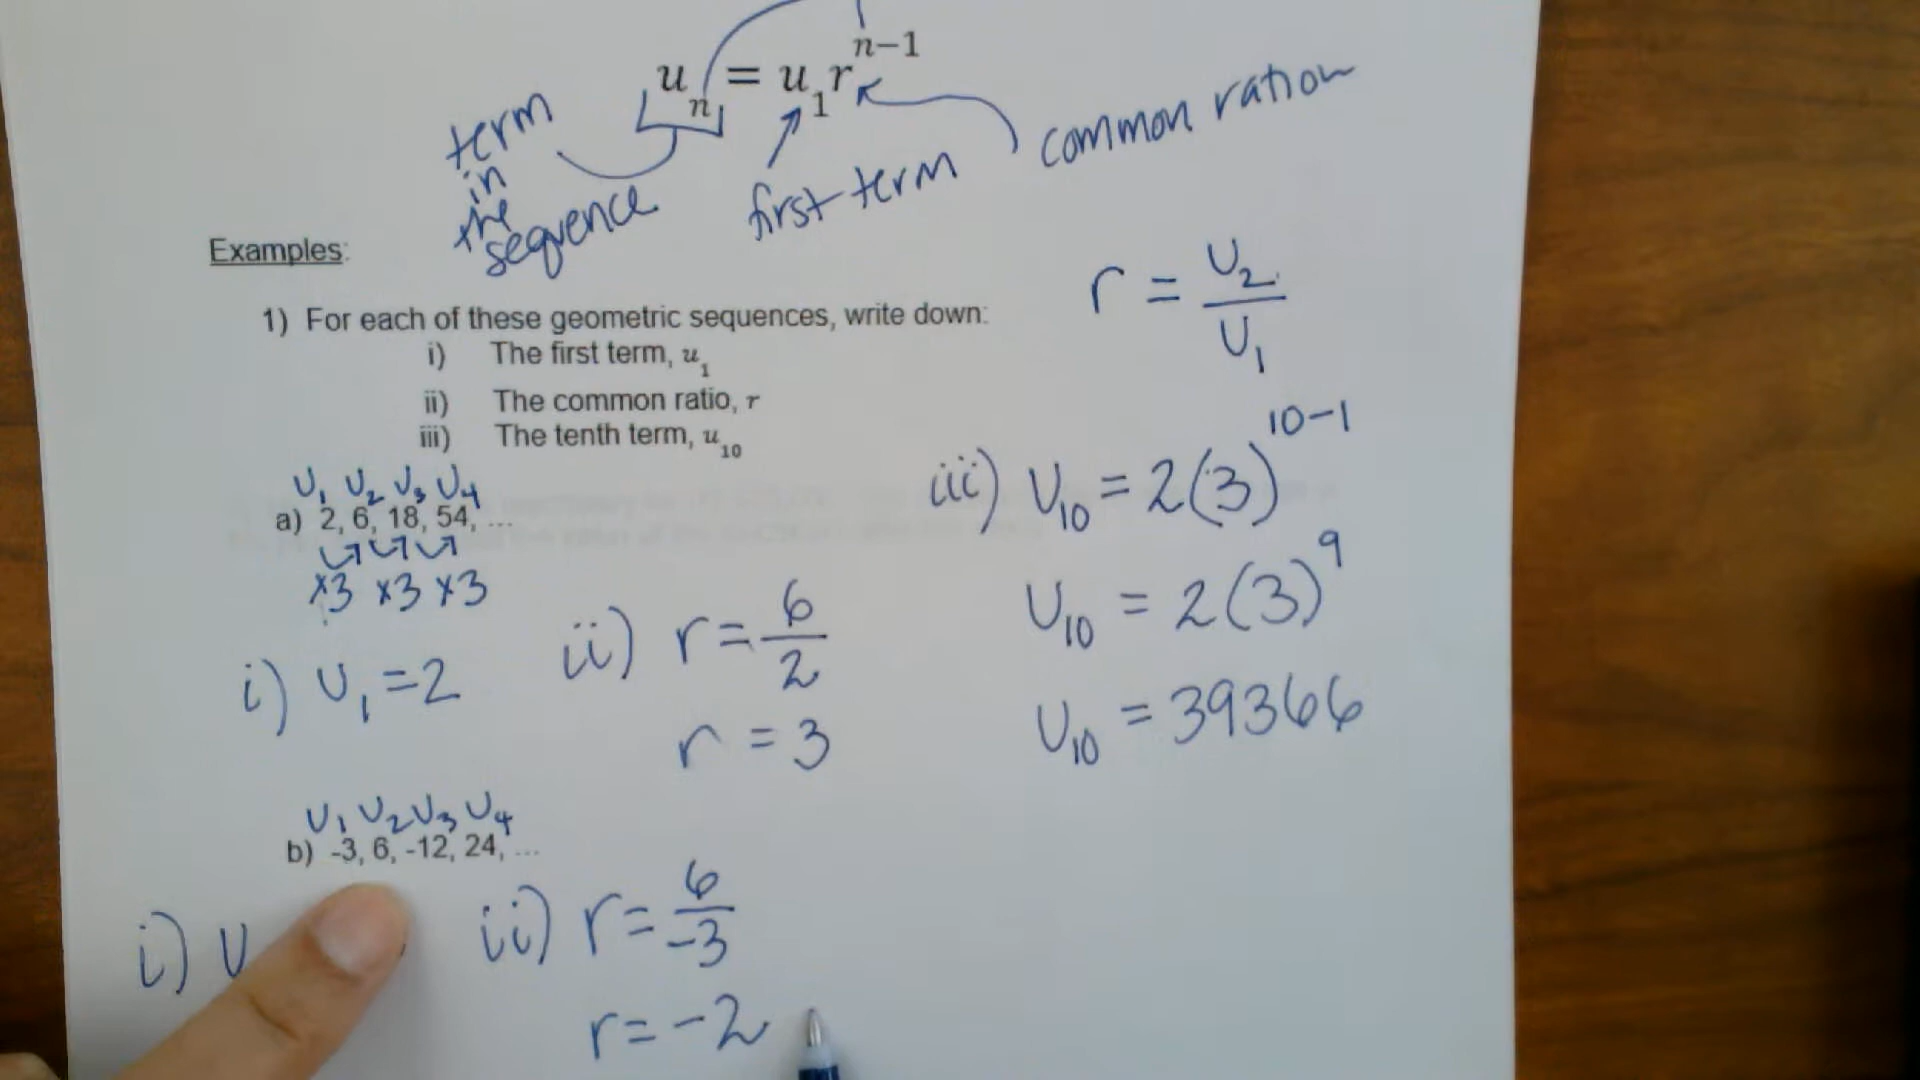 uₙ = u₁rⁿ⁻¹
term
in
the
sequence
first term
common ration
Examples:
r = U₂/U₁
1) For each of these geometric sequences, write down:
i) The first term, u₁
ii) The common ratio, r
iii) The tenth term, u₁₀
U₁ U₂ U₃ U₄
a) 2, 6, 18, 54, ...
×3 ×3 ×3
i) U₁ = 2
ii) r = 6/2
r = 3
iii) U₁₀ = 2(3)¹⁰⁻¹
U₁₀ = 2(3)⁹
U₁₀ = 39366
U₁ U₂ U₃ U₄
b) -3, 6, -12, 24, ...
i) U
ii) r = 6/-3
r = -2